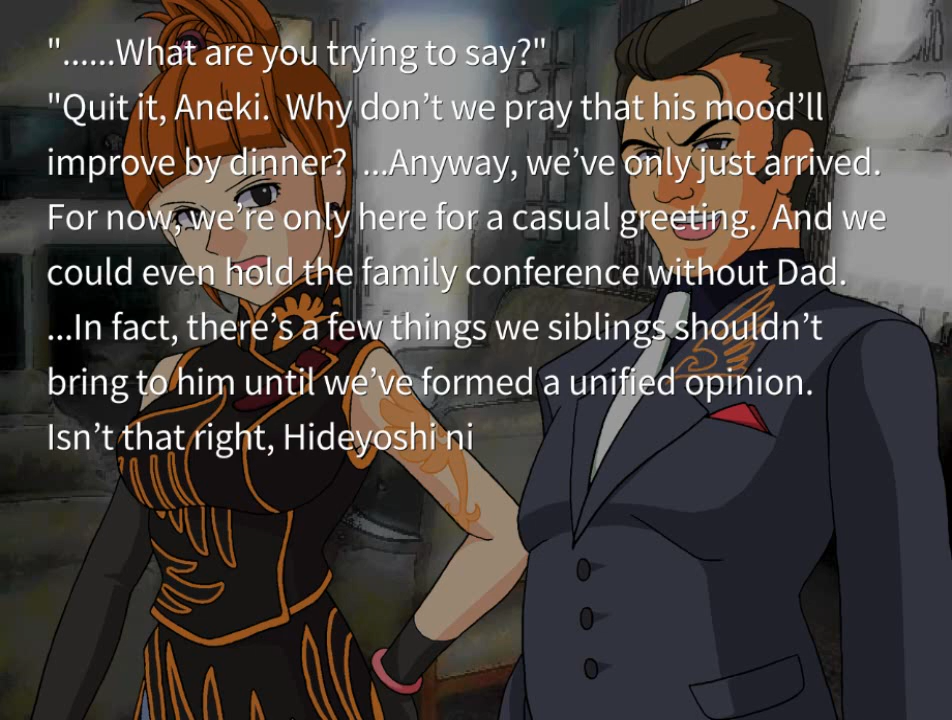 "......What are you trying to say?"
"Quit it, Aneki.  Why don’t we pray that his mood’ll
improve by dinner?  ...Anyway, we’ve only just arrived.
For now, we’re only here for a casual greeting.  And we
could even hold the family conference without Dad.
...In fact, there’s a few things we siblings shouldn’t
bring to him until we’ve formed a unified opinion.
Isn’t that right, Hideyoshi ni